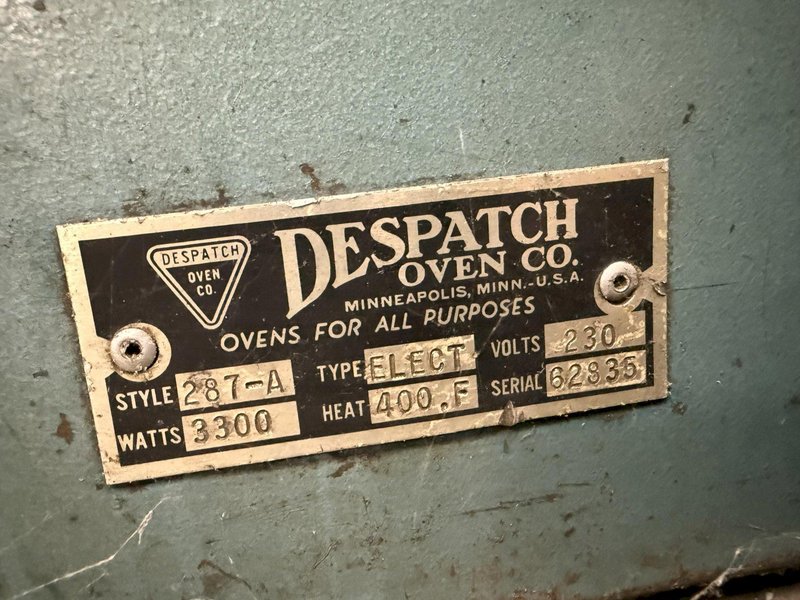 DESPATCH
OVEN
CO.
DESPATCH
OVEN CO.
MINNEAPOLIS, MINN.-U.S.A.
OVENS FOR ALL PURPOSES
STYLE 287-A TYPE ELECT VOLTS 230
WATTS 3300 HEAT 400.F SERIAL 62835